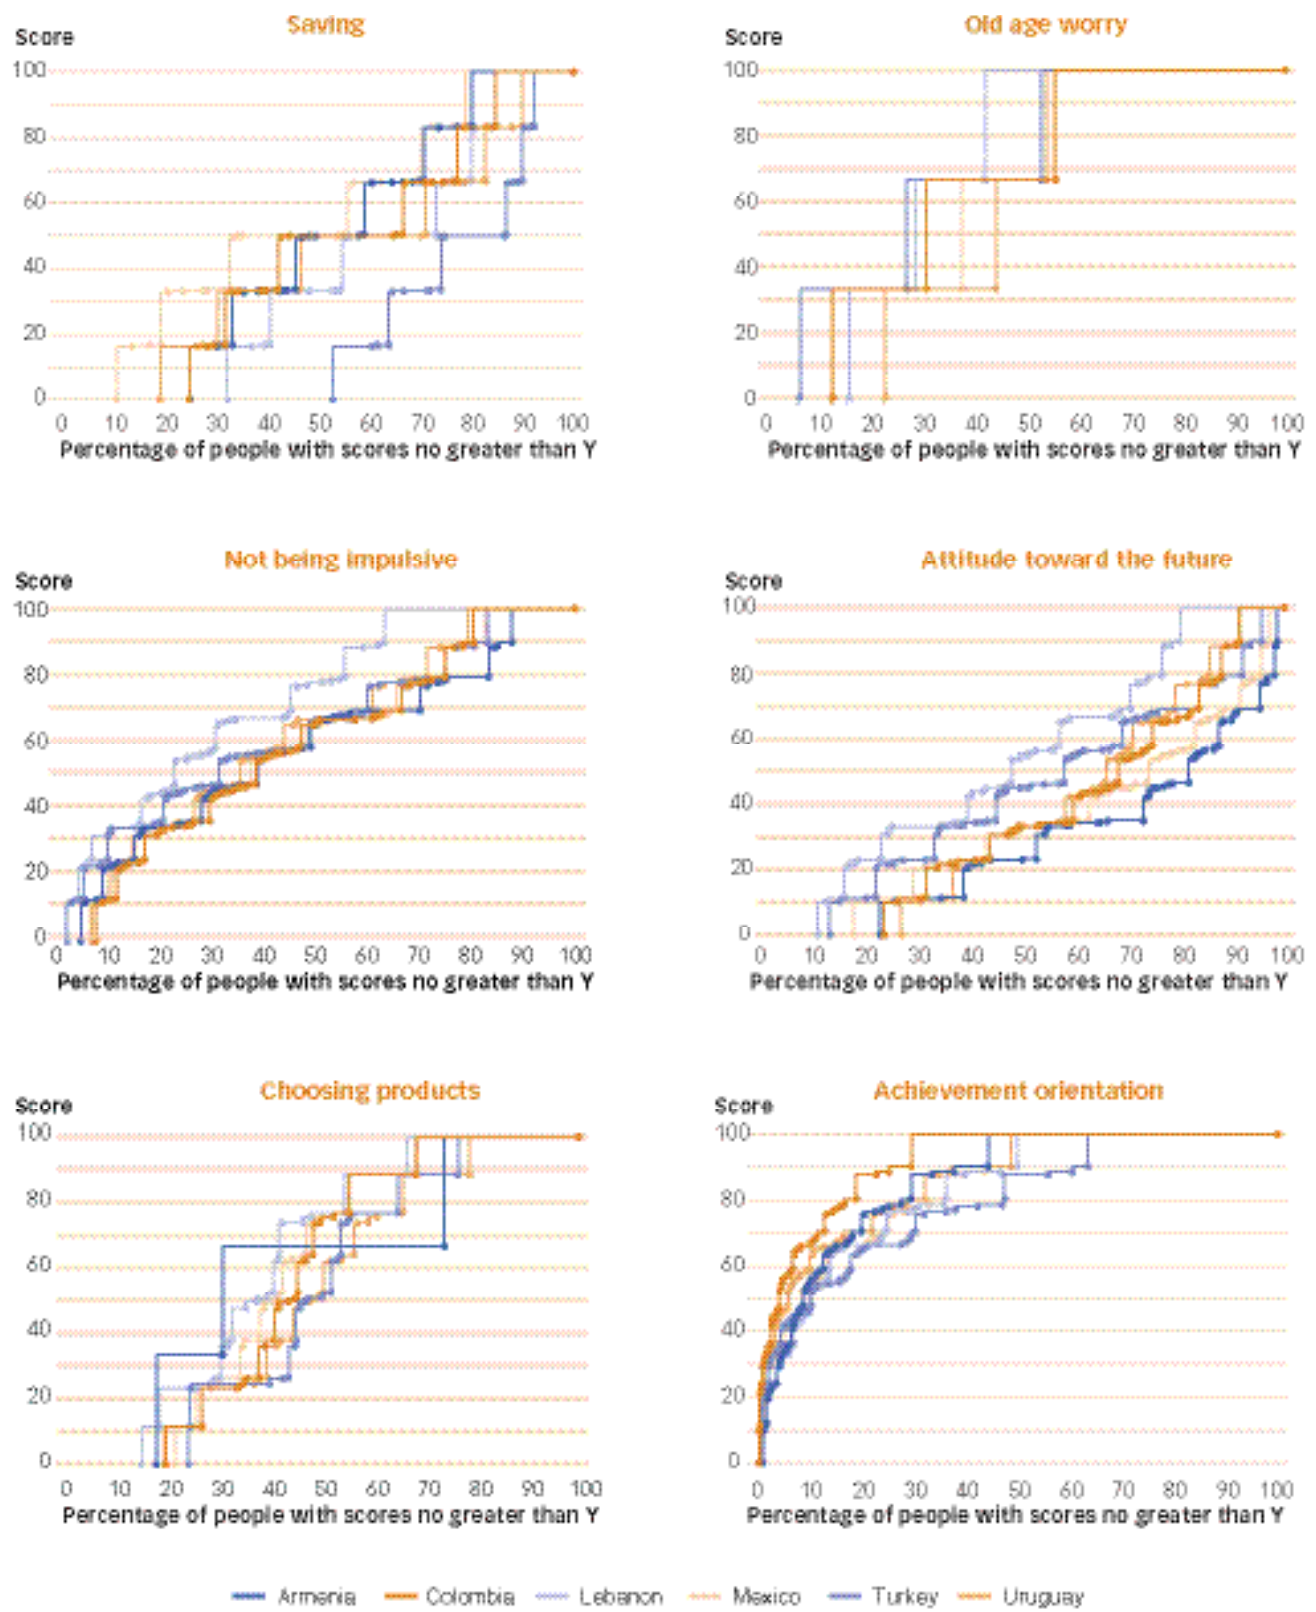 Saving
Score
100
80
60
40
20
0
0 10 20 30 40 50 60 70 80 90 100
Percentage of people with scores no greater than Y
Old age worry
Score
100
80
60
40
20
0
0 10 20 30 40 50 60 70 80 90 100
Percentage of people with scores no greater than Y
Not being impulsive
Score
100
80
60
40
20
0
0 10 20 30 40 50 60 70 80 90 100
Percentage of people with scores no greater than Y
Attitude toward the future
Score
100
80
60
40
20
0
0 10 20 30 40 50 60 70 80 90 100
Percentage of people with scores no greater than Y
Choosing products
Score
100
80
60
40
20
0
0 10 20 30 40 50 60 70 80 90 100
Percentage of people with scores no greater than Y
Achievement orientation
Score
100
80
60
40
20
0
0 10 20 30 40 50 60 70 80 90 100
Percentage of people with scores no greater than Y
Armenia Colombia Lebanon Mexico Turkey Uruguay